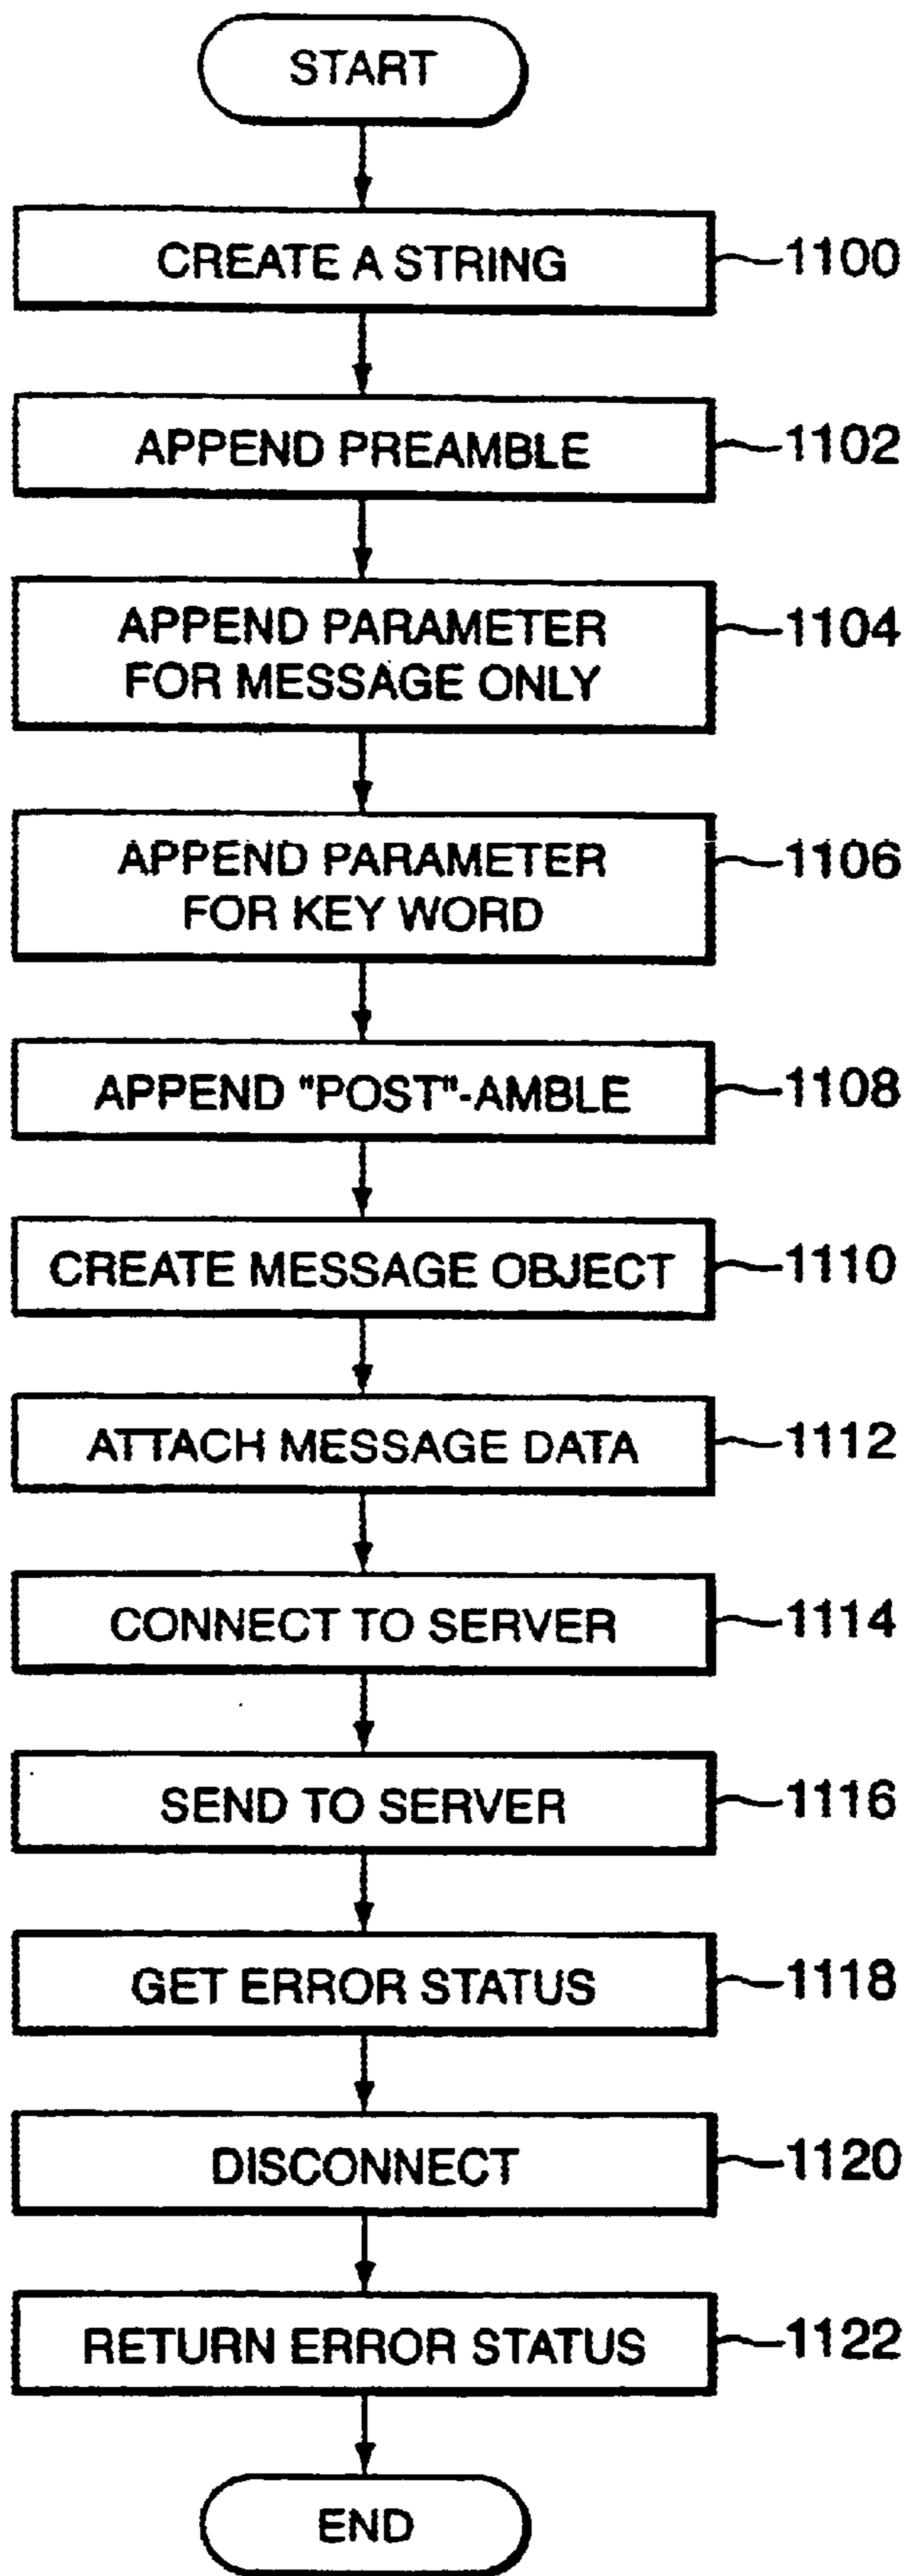 START
CREATE A STRING
1100
APPEND PREAMBLE
1102
APPEND PARAMETER
FOR MESSAGE ONLY
1104
APPEND PARAMETER
FOR KEY WORD
1106
APPEND "POST"-AMBLE
1108
CREATE MESSAGE OBJECT
1110
ATTACH MESSAGE DATA
1112
CONNECT TO SERVER
1114
SEND TO SERVER
1116
GET ERROR STATUS
1118
DISCONNECT
1120
RETURN ERROR STATUS
1122
END